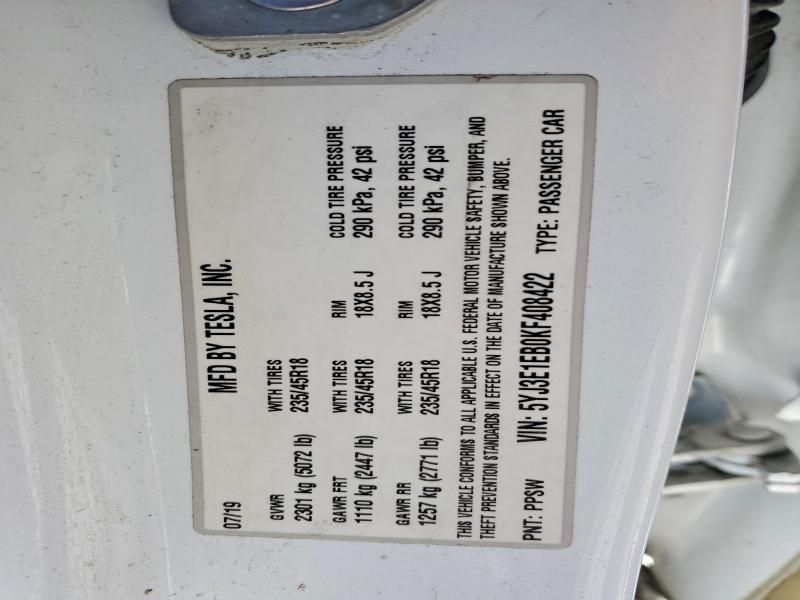 07/19 MFD BY TESLA, INC.
GVWR WITH TIRES
2301 kg (5072 lb) 235/45R18
GAWR FRT WITH TIRES RIM COLD TIRE PRESSURE
1110 kg (2447 lb) 235/45R18 18X8.5 J 290 kPa, 42 psi
GAWR RR WITH TIRES RIM COLD TIRE PRESSURE
1257 kg (2771 lb) 235/45R18 18X8.5 J 290 kPa, 42 psi
THIS VEHICLE CONFORMS TO ALL APPLICABLE U.S. FEDERAL MOTOR VEHICLE SAFETY, BUMPER, AND
THEFT PREVENTION STANDARDS IN EFFECT ON THE DATE OF MANUFACTURE SHOWN ABOVE.
PNT: PPSW VIN: 5YJ3E1EB0KF408422 TYPE: PASSENGER CAR